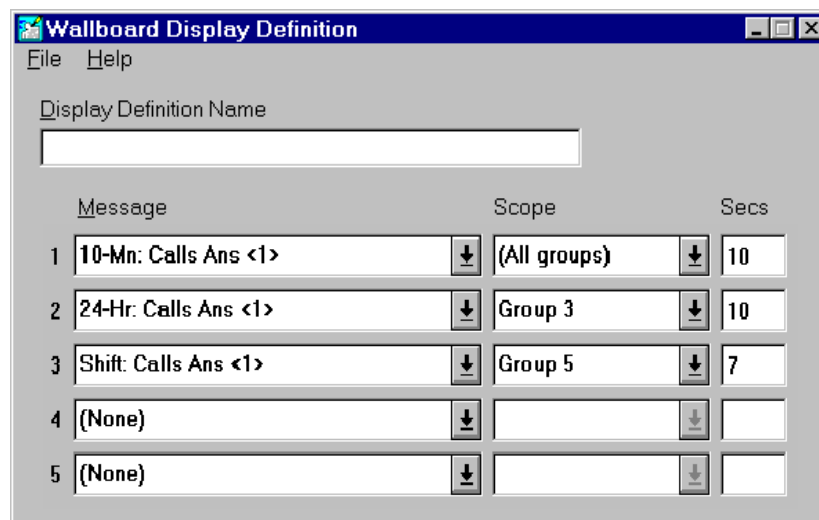 Wallboard Display Definition
File Help
Display Definition Name
Message Scope Secs
1 10-Mn: Calls Ans <1> (All groups) 10
2 24-Hr: Calls Ans <1> Group 3 10
3 Shift: Calls Ans <1> Group 5 7
4 (None)
5 (None)